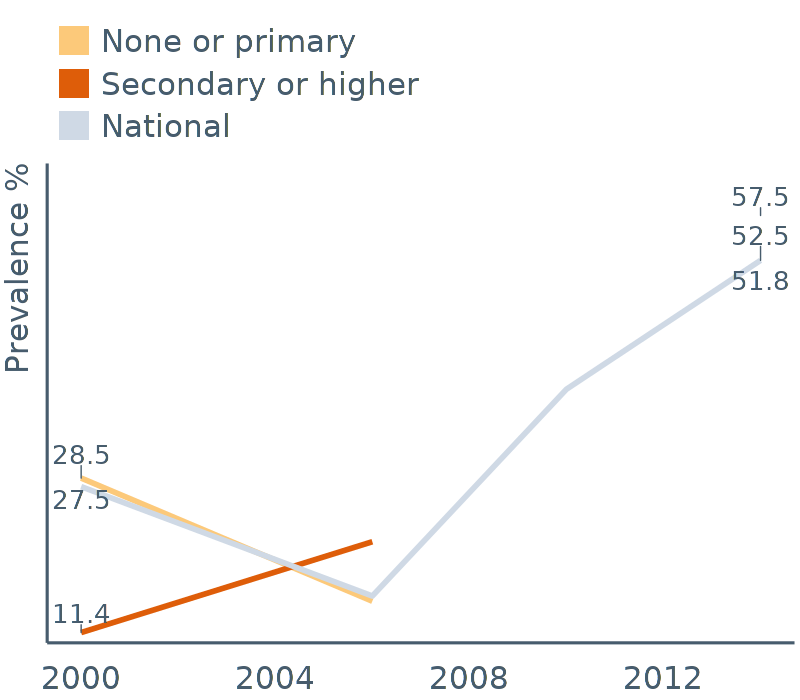 None or primary
Secondary or higher
National
Prevalence %
57.5
52.5
51.8
28.5
27.5
11.4
2000 2004 2008 2012